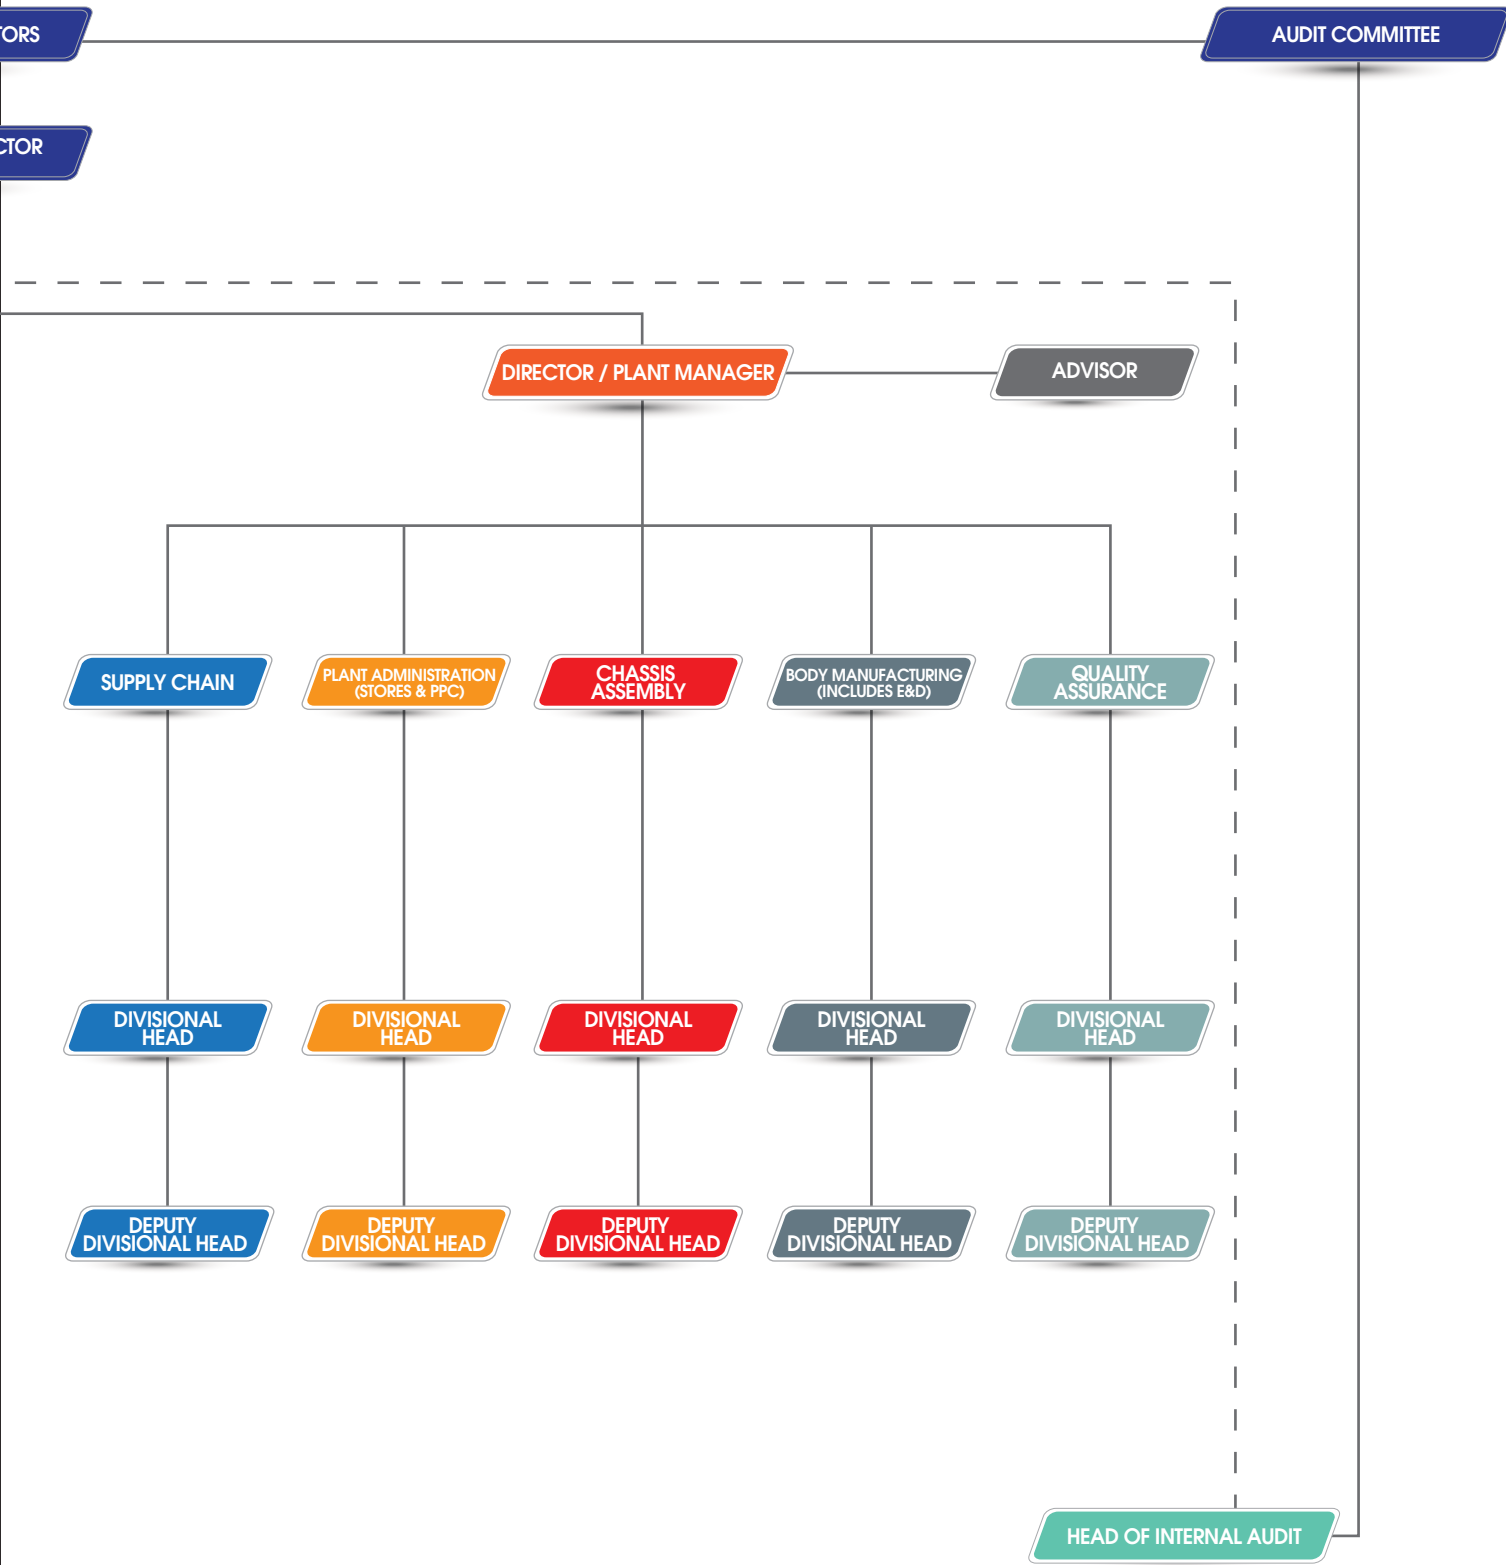 TORS
AUDIT COMMITTEE
CTOR
DIRECTOR / PLANT MANAGER
ADVISOR
SUPPLY CHAIN
PLANT ADMINISTRATION
(STORES & PPC)
CHASSIS
ASSEMBLY
BODY MANUFACTURING
(INCLUDES E&D)
QUALITY
ASSURANCE
DIVISIONAL
HEAD
DIVISIONAL
HEAD
DIVISIONAL
HEAD
DIVISIONAL
HEAD
DIVISIONAL
HEAD
DEPUTY
DIVISIONAL HEAD
DEPUTY
DIVISIONAL HEAD
DEPUTY
DIVISIONAL HEAD
DEPUTY
DIVISIONAL HEAD
DEPUTY
DIVISIONAL HEAD
HEAD OF INTERNAL AUDIT